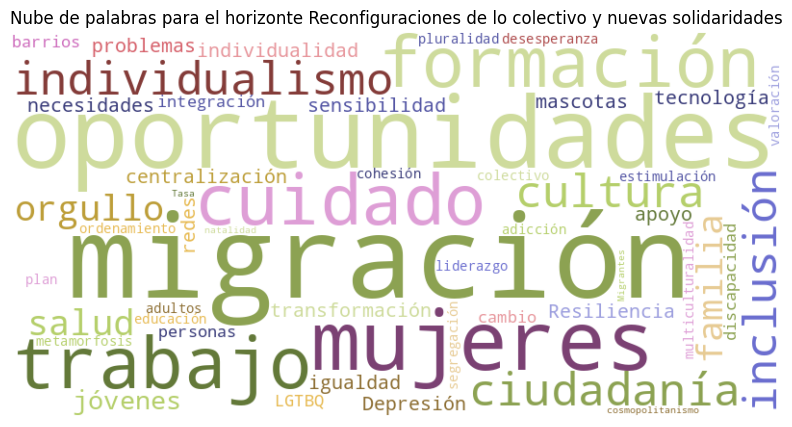 Nube de palabras para el horizonte Reconfiguraciones de lo colectivo y nuevas solidaridades
barrios
problemas
individualidad
pluralidad
desesperanza
individualismo
formación
necesidades
integración
sensibilidad
mascotas
tecnología
valoración
oportunidades
centralización
cohesión
colectivo
estimulación
Tasa
orgullo
cuidado
cultura
apoyo
ordenamiento
redes
natalidad
adicción
migración
inclusión
familia
discapacidad
multiculturalidad
Migrantes
plan
liderazgo
adultos
transformación
Resiliencia
salud
educación
personas
cambio
metamorfosis
segregación
mujeres
trabajo
igualdad
ciudadanía
jóvenes
LGTBQ
Depresión
cosmopolitanismo